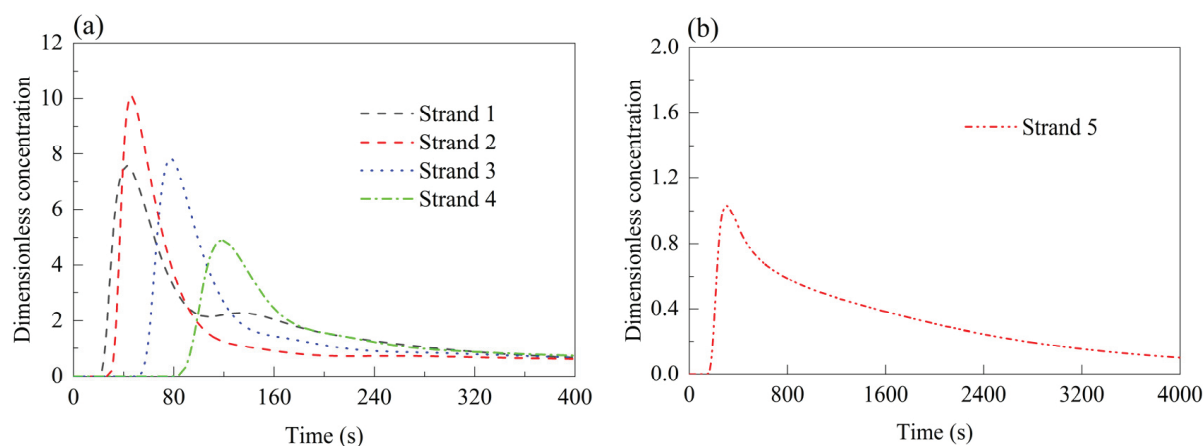 (a)
Dimensionless concentration
12
10
8
6
4
2
0
0 80 160 240 320 400
Time (s)
Strand 1
Strand 2
Strand 3
Strand 4
(b)
Dimensionless concentration
2.0
1.6
1.2
0.8
0.4
0.0
0 800 1600 2400 3200 4000
Time (s)
Strand 5